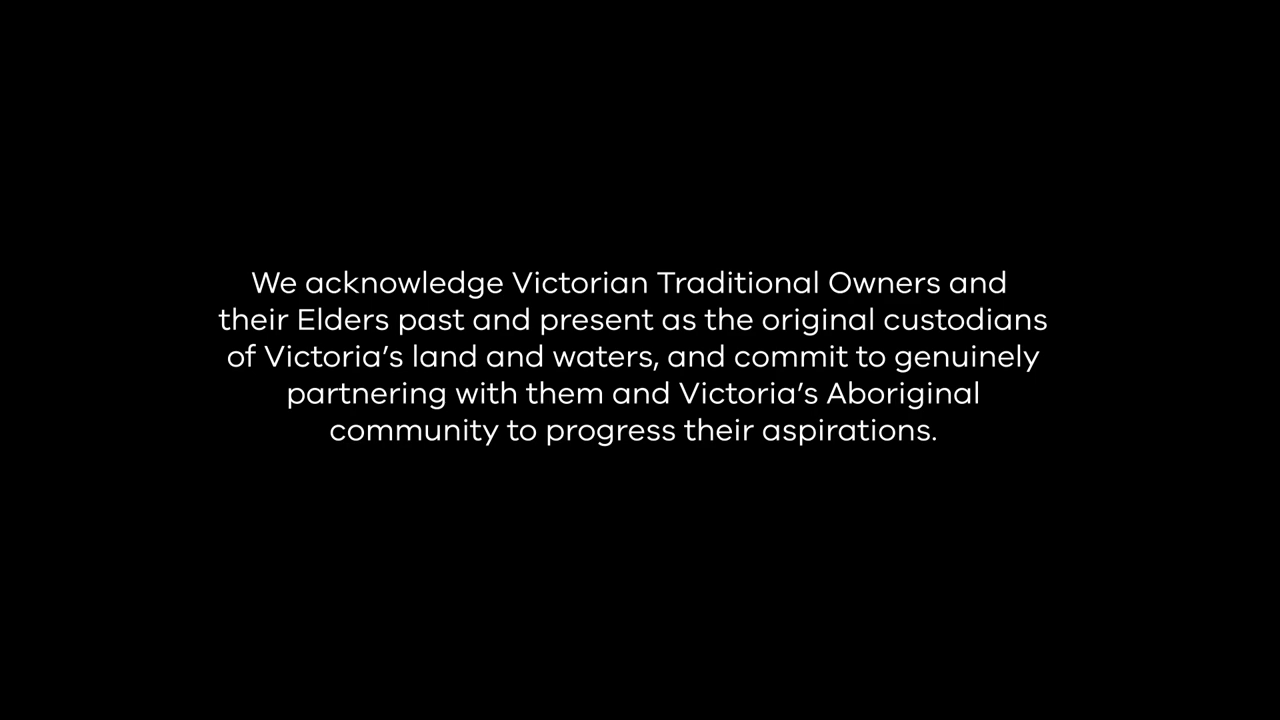 We acknowledge Victorian Traditional Owners and
their Elders past and present as the original custodians
of Victoria’s land and waters, and commit to genuinely
partnering with them and Victoria’s Aboriginal
community to progress their aspirations.